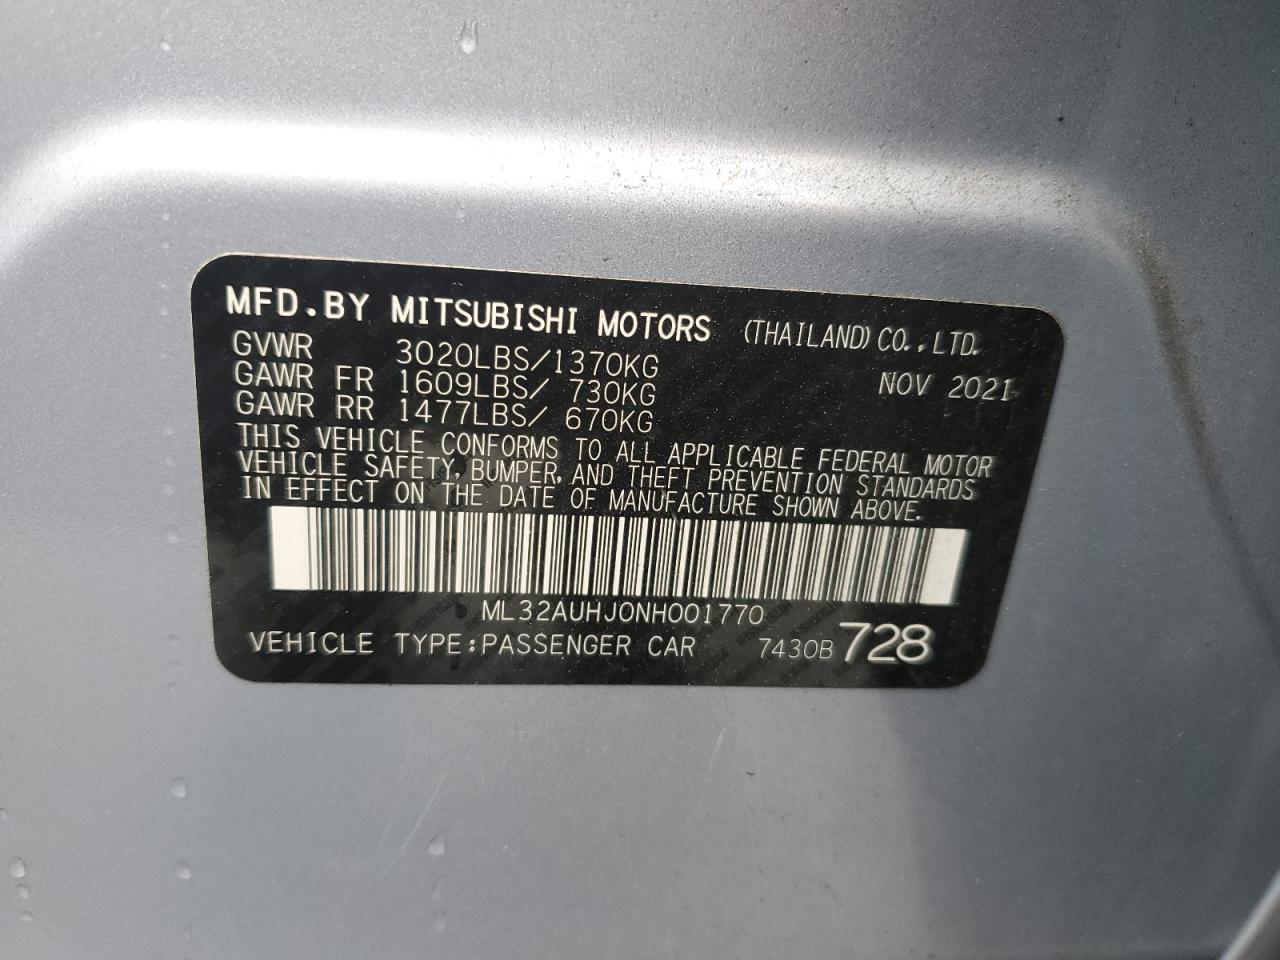 MFD.BY MITSUBISHI MOTORS (THAILAND) CO.,LTD.
GVWR 3020LBS/1370KG NOV 2021
GAWR FR 1609LBS/ 730KG
GAWR RR 1477LBS/ 670KG
THIS VEHICLE CONFORMS TO ALL APPLICABLE FEDERAL MOTOR
VEHICLE SAFETY, BUMPER, AND THEFT PREVENTION STANDARDS
IN EFFECT ON THE DATE OF MANUFACTURE SHOWN ABOVE.
ML32AUHJ0NH001770
VEHICLE TYPE:PASSENGER CAR 7430B 728